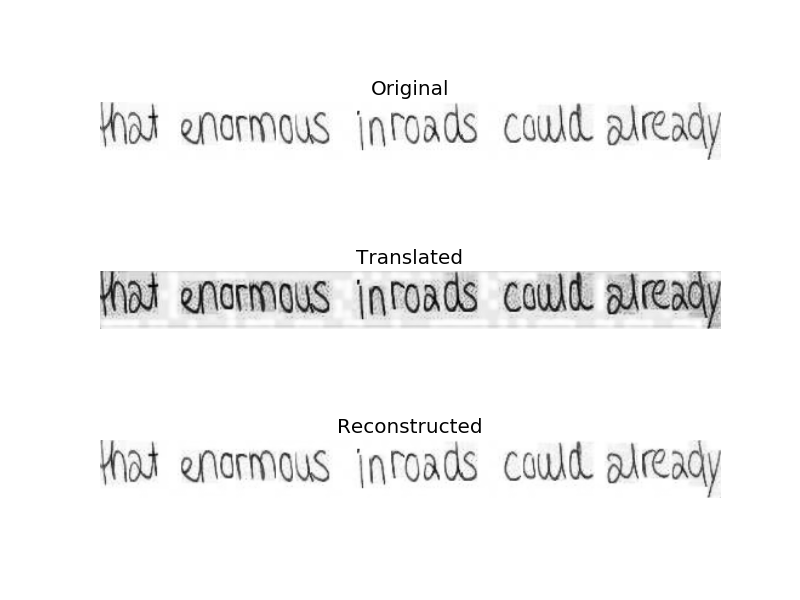 Original
that enormous inroads could already
Translated
that enormous inroads could already
Reconstructed
that enormous inroads could already